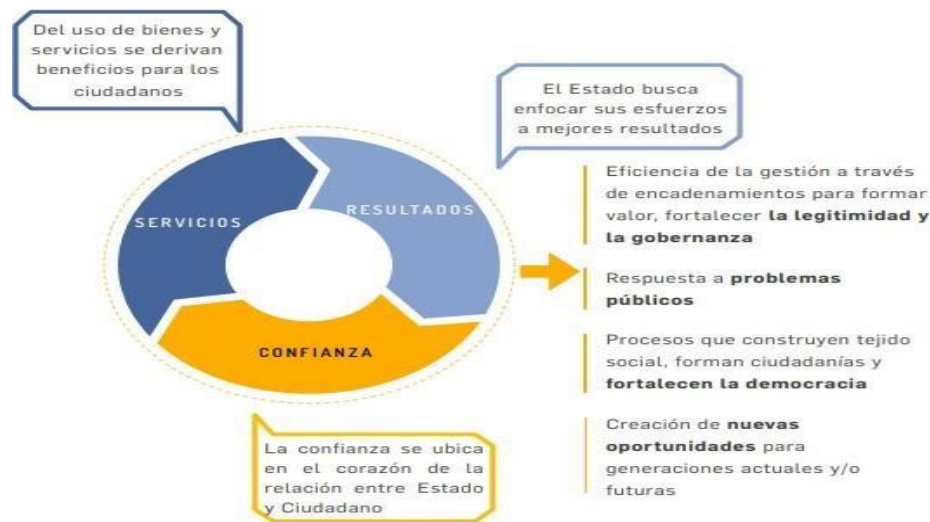 Del uso de bienes y
servicios se derivan
beneficios para los
ciudadanos
El Estado busca
enfocar sus esfuerzos
a mejores resultados
SERVICIOS
RESULTADOS
CONFIANZA
Eficiencia de la gestión a través
de encadenamientos para formar
valor, fortalecer la legitimidad y
la gobernanza
Respuesta a problemas
públicos
Procesos que construyen tejido
social, forman ciudadanías y
fortalecen la democracia
Creación de nuevas
oportunidades para
generaciones actuales y/o
futuras
La confianza se ubica
en el corazón de la
relación entre Estado
y Ciudadano